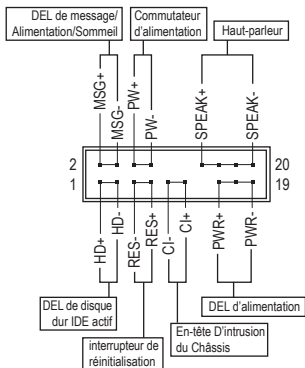 DEL de message/
Alimentation/Sommeil
Commutateur
d'alimentation
Haut-parleur
MSG+
MSG-
PW+
PW-
SPEAK+
SPEAK-
2
20
1
19
HD+
HD-
RES-
RES+
CI-
CI+
PWR+
PWR-
DEL de disque
dur IDE actif
interrupteur de
réinitialisation
En-tête D'intrusion
du Châssis
DEL d'alimentation